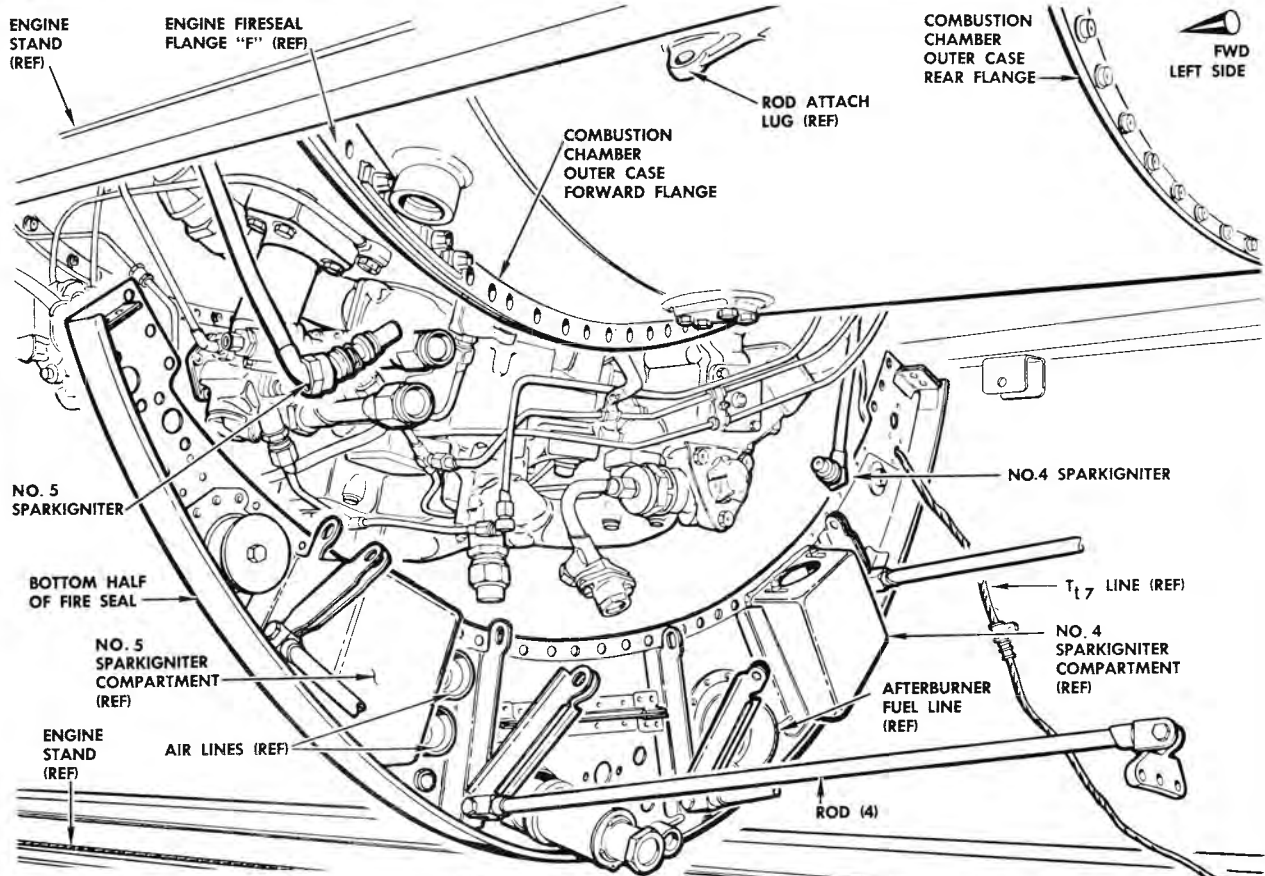 ENGINE
STAND
(REF)
ENGINE FIRESEAL
FLANGE "F" (REF)
COMBUSTION
CHAMBER
OUTER CASE
REAR FLANGE
FWD
LEFT SIDE
ROD ATTACH
LUG (REF)
COMBUSTION
CHAMBER
OUTER CASE
FORWARD FLANGE
NO. 5
SPARKIGNITER
NO.4 SPARKIGNITER
BOTTOM HALF
OF FIRE SEAL
Tt7 LINE (REF)
NO. 5
SPARKIGNITER
COMPARTMENT
(REF)
NO. 4
SPARKIGNITER
COMPARTMENT
(REF)
AFTERBURNER
FUEL LINE
(REF)
AIR LINES (REF)
ENGINE
STAND
(REF)
ROD (4)